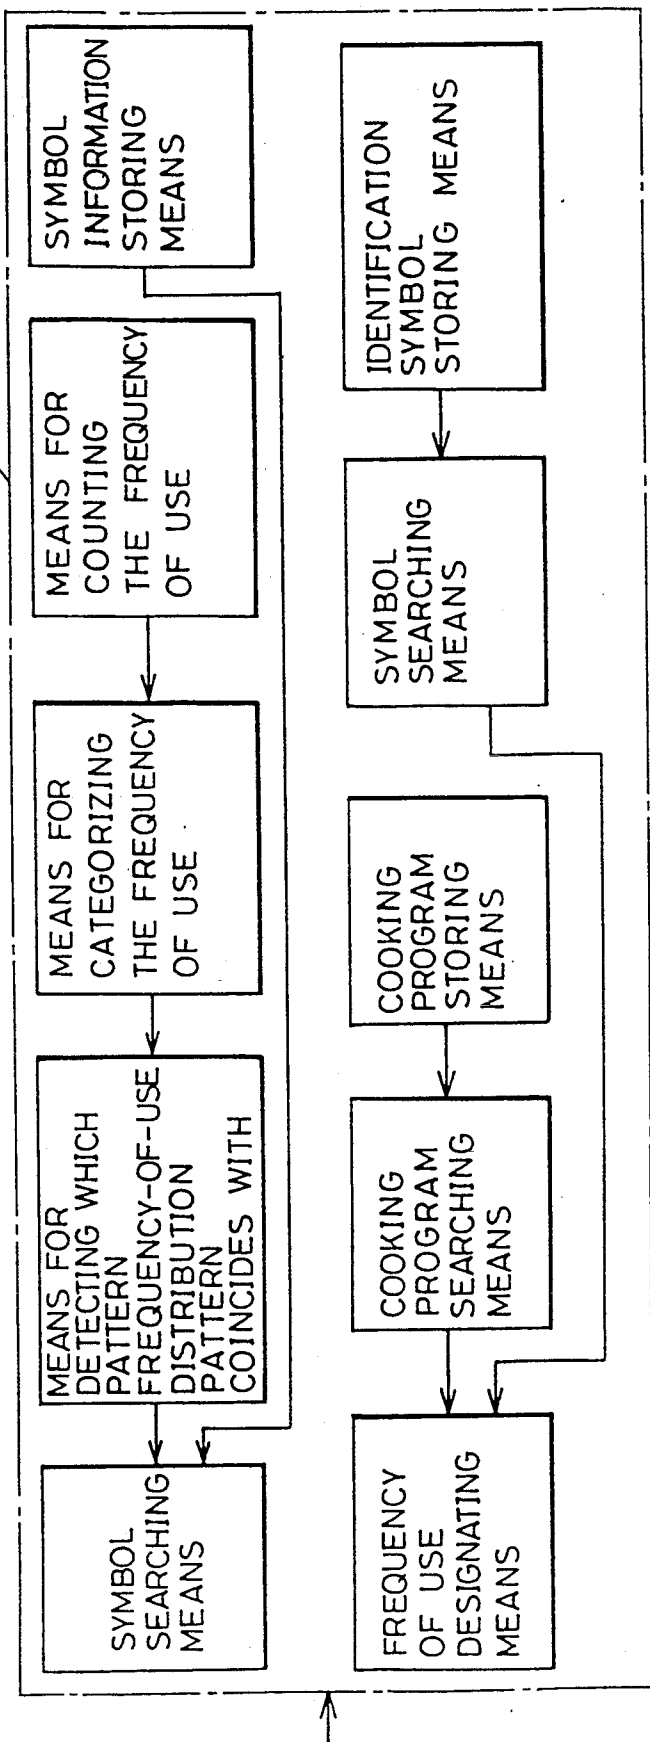 SYMBOL
SEARCHING
MEANS
MEANS FOR
DETECTING WHICH
PATTERN
FREQUENCY-OF-USE
DISTRIBUTION
PATTERN
COINCIDES WITH
MEANS FOR
CATEGORIZING
THE FREQUENCY
OF USE
MEANS FOR
COUNTING
THE FREQUENCY
OF USE
SYMBOL
INFORMATION
STORING
MEANS
FREQUENCY
OF USE
DESIGNATING
MEANS
COOKING
PROGRAM
SEARCHING
MEANS
COOKING
PROGRAM
STORING
MEANS
SYMBOL
SEARCHING
MEANS
IDENTIFICATION
SYMBOL
STORING MEANS